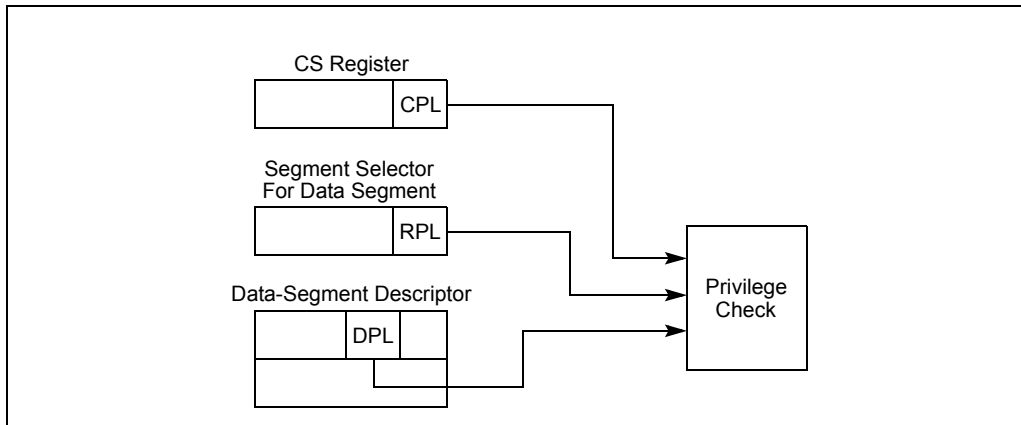 CS Register
CPL
Segment Selector
For Data Segment
RPL
Data-Segment Descriptor
DPL
Privilege
Check